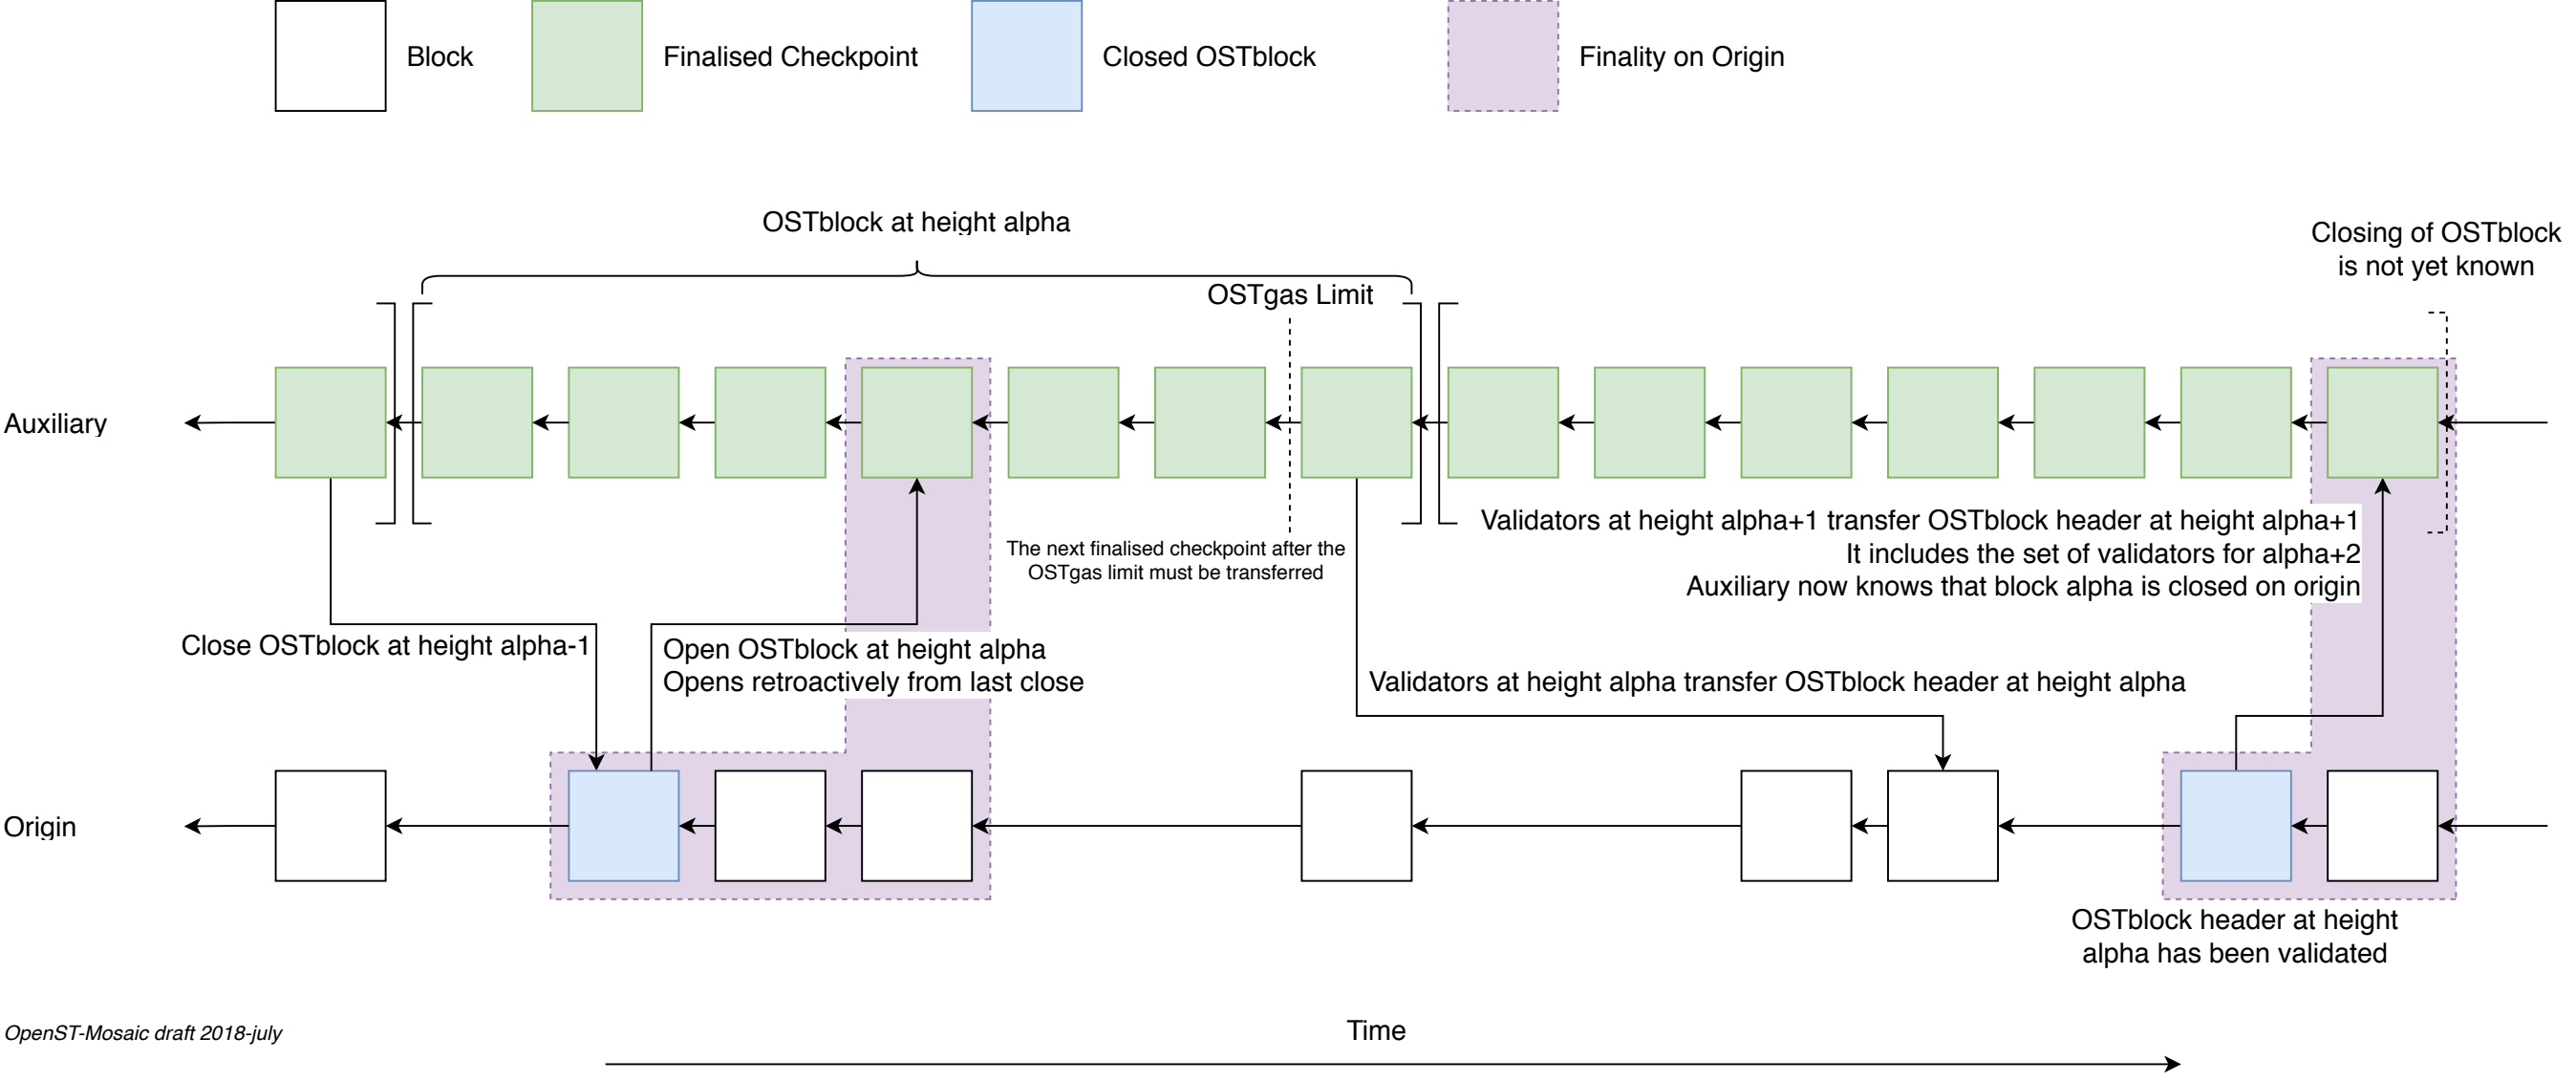 Block
Finalised Checkpoint
Closed OSTblock
Finality on Origin
OSTblock at height alpha
Closing of OSTblock
is not yet known
OSTgas Limit
Auxiliary
The next finalised checkpoint after the
OSTgas limit must be transferred
Validators at height alpha+1 transfer OSTblock header at height alpha+1
It includes the set of validators for alpha+2
Auxiliary now knows that block alpha is closed on origin
Close OSTblock at height alpha-1
Open OSTblock at height alpha
Opens retroactively from last close
Validators at height alpha transfer OSTblock header at height alpha
Origin
OSTblock header at height
alpha has been validated
OpenST-Mosaic draft 2018-july
Time